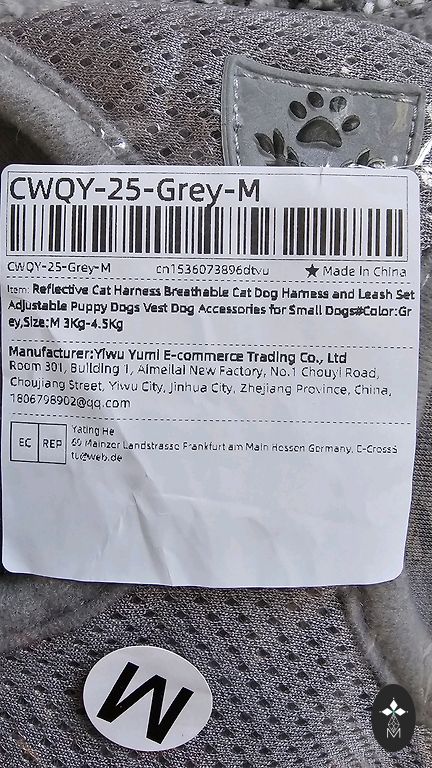 CWQY-25-Grey-M
CWQY-25-Grey-M cn1536073896dtvu ★ Made in China
Item: Reflective Cat Harness Breathable Cat Dog Harness and Leash Set
Adjustable Puppy Dogs Vest Dog Accessories for Small Dogs#Color:Gr
ey,Size:M 3Kg-4.5Kg
Manufacturer:Yiwu Yumi E-commerce Trading Co., Ltd
Room 301, Building 1, Aimeilai New Factory, No.1 Chouyi Road,
Choujiang Street, Yiwu City, Jinhua City, Zhejiang Province, China,
1806798902@qq.com
EC REP
Yating He
60 Mainzer Landstrasse Frankfurt am Main Hessen Germany, E-CrossS
tu@web.de
M
M